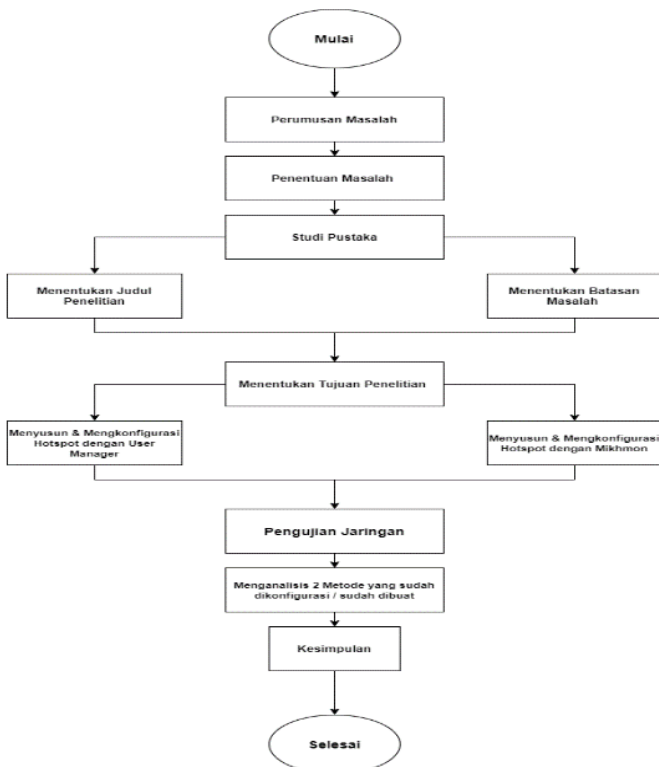 Mulai
Perumusan Masalah
Penentuan Masalah
Studi Pustaka
Menentukan Judul
Penelitian
Menentukan Batasan
Masalah
Menentukan Tujuan Penelitian
Menyusun & Mengkonfigurasi
Hotspot dengan User
Manager
Menyusun & Mengkonfigurasi
Hotspot dengan Mikhmon
Pengujian Jaringan
Menganalisis 2 Metode yang sudah
dikonfigurasi / sudah dibuat
Kesimpulan
Selesai